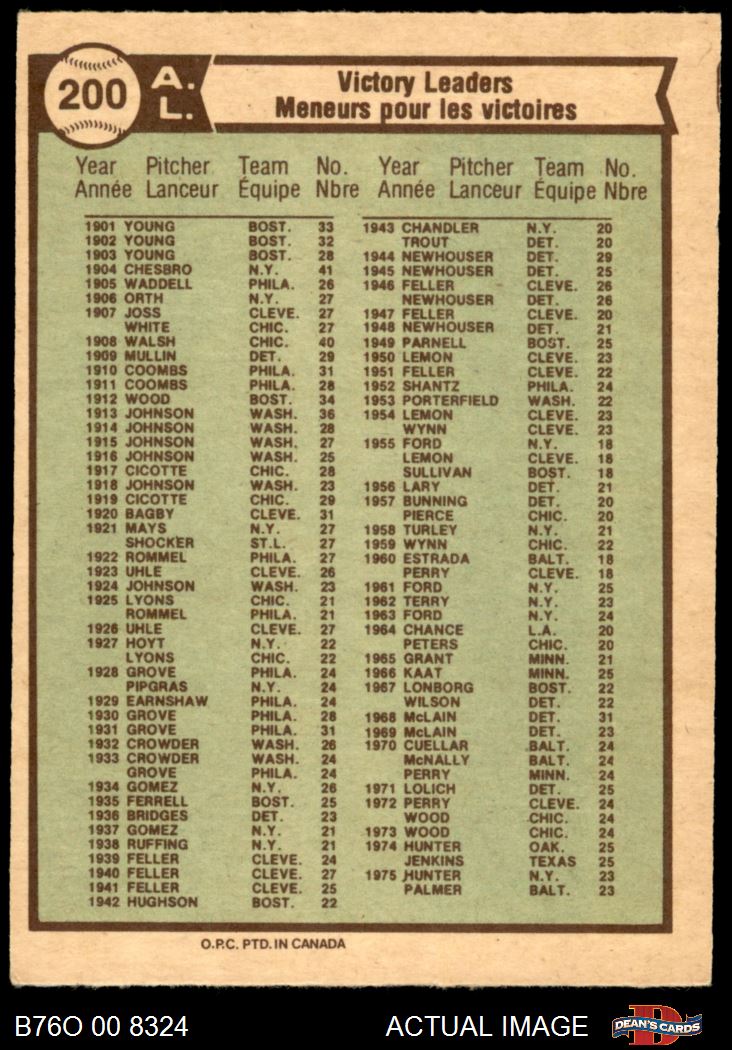 200 A. L.
Victory Leaders
Meneurs pour les victoires
Year Pitcher Team No.
Année Lanceur Équipe Nbre
1901 YOUNG BOST. 33
1902 YOUNG BOST. 32
1903 YOUNG BOST. 28
1904 CHESBRO N.Y. 41
1905 WADDELL PHILA. 26
1906 ORTH N.Y. 27
1907 JOSS CLEVE. 27
WHITE CHIC. 27
1908 WALSH CHIC. 40
1909 MULLIN DET. 29
1910 COOMBS PHILA. 31
1911 COOMBS PHILA. 28
1912 WOOD BOST. 34
1913 JOHNSON WASH. 36
1914 JOHNSON WASH. 28
1915 JOHNSON WASH. 27
1916 JOHNSON WASH. 25
1917 CICOTTE CHIC. 28
1918 JOHNSON WASH. 23
1919 CICOTTE CHIC. 29
1920 BAGBY CLEVE. 31
1921 MAYS N.Y. 27
SHOCKER ST.L. 27
1922 ROMMEL PHILA. 27
1923 UHLE CLEVE. 26
1924 JOHNSON WASH. 23
1925 LYONS CHIC. 21
ROMMEL PHILA. 21
1926 UHLE CLEVE. 27
1927 HOYT N.Y. 22
LYONS CHIC. 22
1928 GROVE PHILA. 24
PIPGRAS N.Y. 24
1929 EARNSHAW PHILA. 24
1930 GROVE PHILA. 28
1931 GROVE PHILA. 31
1932 CROWDER WASH. 26
1933 CROWDER WASH. 24
GROVE PHILA. 24
1934 GOMEZ N.Y. 26
1935 FERRELL BOST. 25
1936 BRIDGES DET. 23
1937 GOMEZ N.Y. 21
1938 RUFFING N.Y. 21
1939 FELLER CLEVE. 24
1940 FELLER CLEVE. 27
1941 FELLER CLEVE. 25
1942 HUGHSON BOST. 22
Year Pitcher Team No.
Année Lanceur Équipe Nbre
1943 CHANDLER N.Y. 20
TROUT DET. 20
1944 NEWHOUSER DET. 29
1945 NEWHOUSER DET. 25
1946 FELLER CLEVE. 26
NEWHOUSER DET. 26
1947 FELLER CLEVE. 20
1948 NEWHOUSER DET. 21
1949 PARNELL BOST. 25
1950 LEMON CLEVE. 23
1951 FELLER CLEVE. 22
1952 SHANTZ PHILA. 24
1953 PORTERFIELD WASH. 22
1954 LEMON CLEVE. 23
WYNN CLEVE. 23
1955 FORD N.Y. 18
LEMON CLEVE. 18
SULLIVAN BOST. 18
1956 LARY DET. 21
1957 BUNNING DET. 20
PIERCE CHIC. 20
1958 TURLEY N.Y. 21
1959 WYNN CHIC. 22
1960 ESTRADA BALT. 18
PERRY CLEVE. 18
1961 FORD N.Y. 25
1962 TERRY N.Y. 23
1963 FORD N.Y. 24
1964 CHANCE L.A. 20
PETERS CHIC. 20
1965 GRANT MINN. 21
1966 KAAT MINN. 25
1967 LONBORG BOST. 22
WILSON DET. 22
1968 McLAIN DET. 31
1969 McLAIN DET. 23
1970 CUELLAR BALT. 24
McNALLY BALT. 24
PERRY MINN. 24
1971 LOLICH DET. 25
1972 PERRY CLEVE. 24
WOOD CHIC. 24
1973 WOOD CHIC. 24
1974 HUNTER OAK. 25
JENKINS TEXAS 25
1975 HUNTER N.Y. 23
PALMER BALT. 23
O.P.C. PTD. IN CANADA
B76O 00 8324 ACTUAL IMAGE
D
DEAN'S CARDS